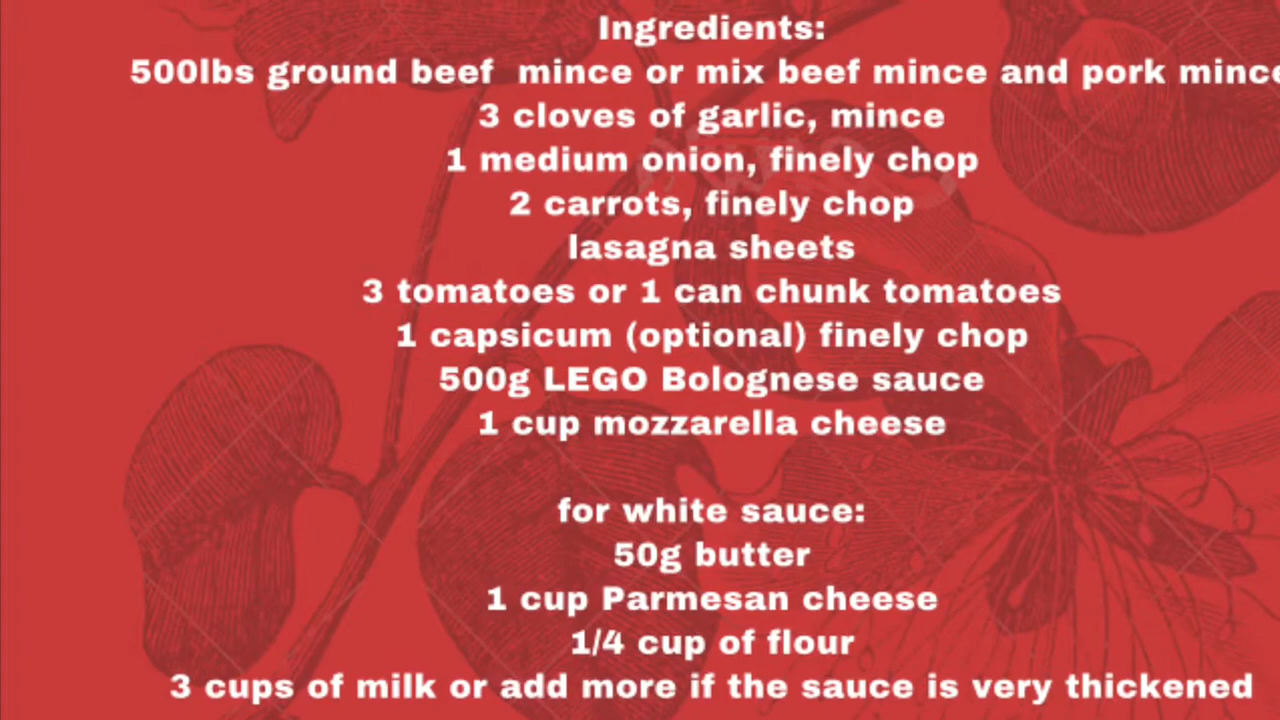 Ingredients:
500lbs ground beef mince or mix beef mince and pork mince
3 cloves of garlic, mince
1 medium onion, finely chop
2 carrots, finely chop
lasagna sheets
3 tomatoes or 1 can chunk tomatoes
1 capsicum (optional) finely chop
500g LEGO Bolognese sauce
1 cup mozzarella cheese
for white sauce:
50g butter
1 cup Parmesan cheese
1/4 cup of flour
3 cups of milk or add more if the sauce is very thickened